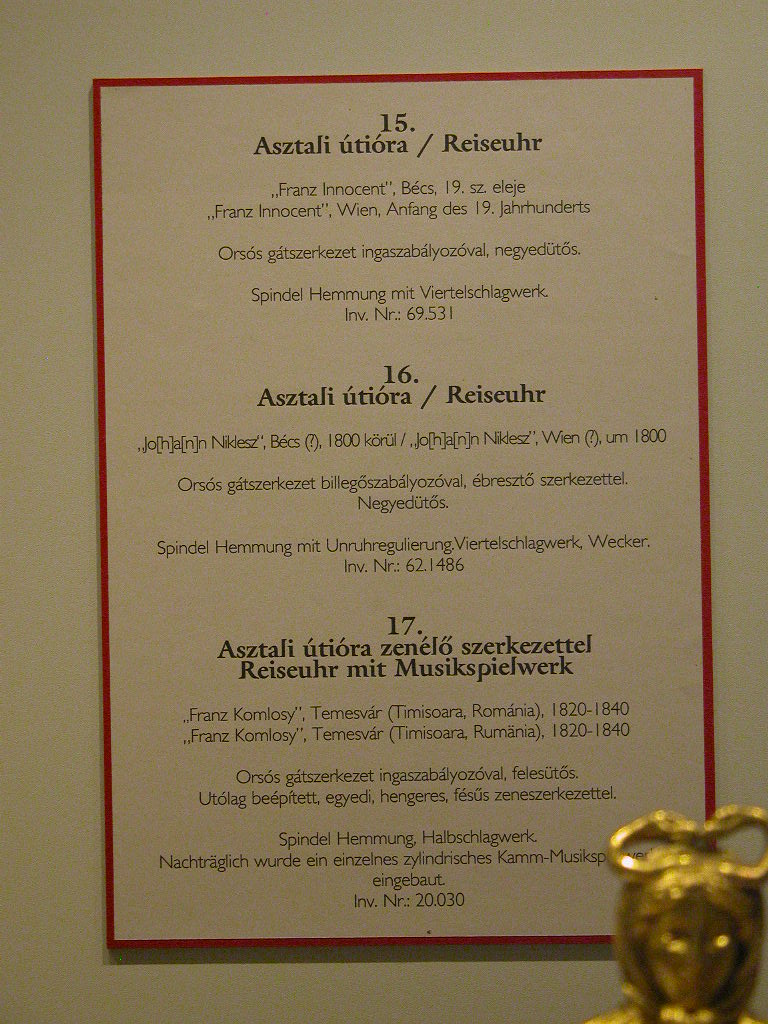 15.
Asztali útióra / Reiseuhr
„Franz Innocent”, Bécs, 19. sz. eleje
„Franz Innocent”, Wien, Anfang des 19. Jahrhunderts
Orsós gátszerkezet ingaszabályozóval, negyedütős.
Spindel Hemmung mit Viertelschlagwerk.
Inv. Nr.: 69.531
16.
Asztali útióra / Reiseuhr
„Jo[h]a[n]n Niklesz“, Bécs (?), 1800 körül / „Jo[h]a[n]n Niklesz”, Wien (?), um 1800
Orsós gátszerkezet billegőszabályozóval, ébresztő szerkezettel.
Negyedütős.
Spindel Hemmung mit Unruhregulierung.Viertelschlagwerk, Wecker.
Inv. Nr.: 62.1486
17.
Asztali útióra zenélő szerkezettel
Reiseuhr mit Musikspielwerk
„Franz Komlosy”, Temesvár (Timisoara, Románia), 1820-1840
„Franz Komlosy”, Temesvár (Timisoara, Rumänia), 1820-1840
Orsós gátszerkezet ingaszabályozóval, felesütős.
Utólag beépített, egyedi, hengeres, fésűs zeneszerkezettel.
Spindel Hemmung, Halbschlagwerk.
Nachträglich wurde ein einzelnes zylindrisches
eingebaut.
Inv. Nr.: 20.030